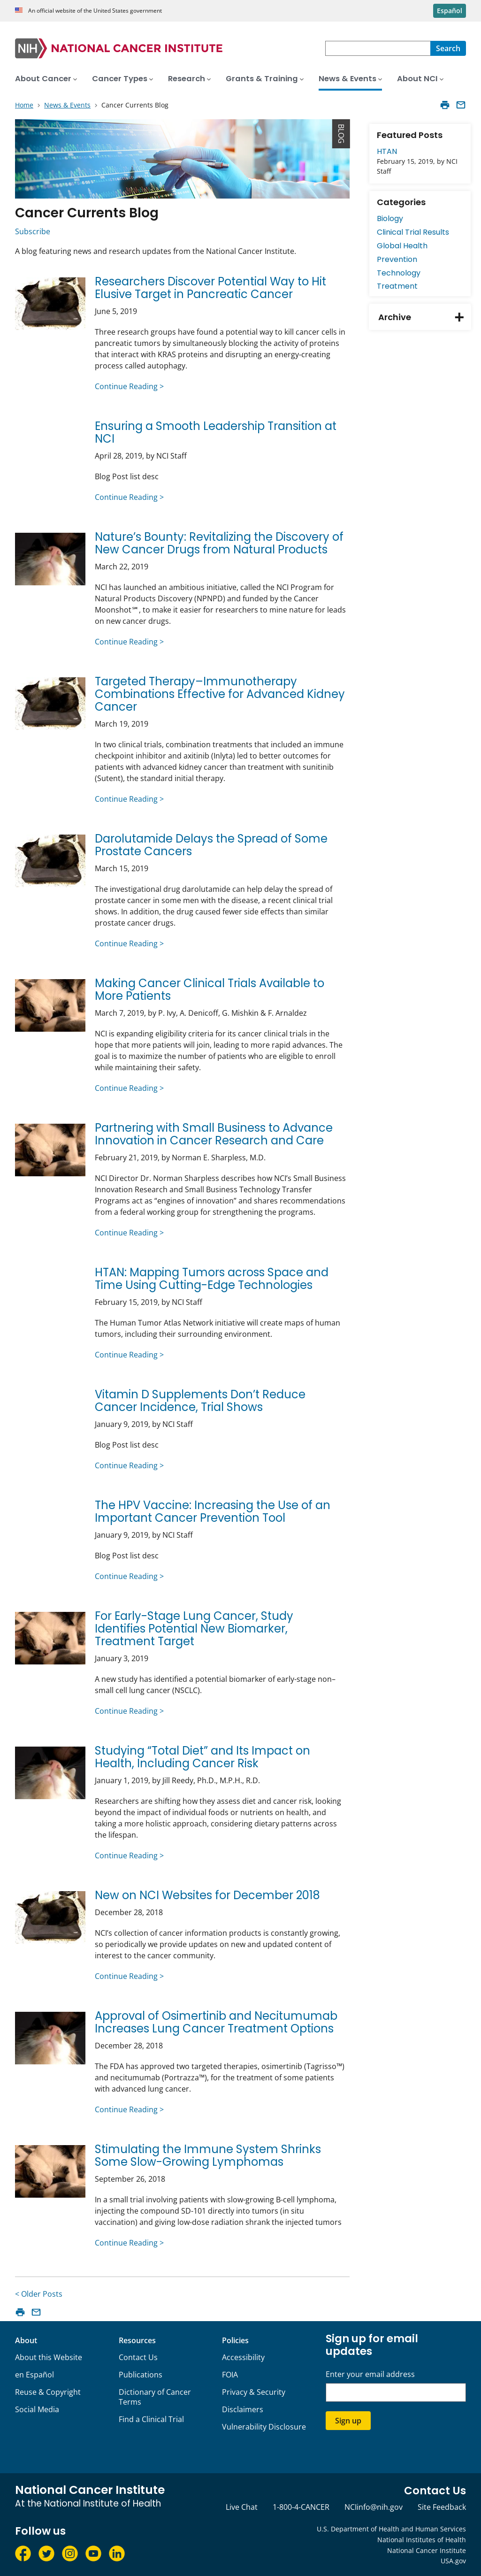 An official website of the United States government
Español
NIH NATIONAL CANCER INSTITUTE
Search
About Cancer
Cancer Types
Research
Grants & Training
News & Events
About NCI
Home > News & Events > Cancer Currents Blog
BLOG
Cancer Currents Blog
Subscribe
A blog featuring news and research updates from the National Cancer Institute.
Researchers Discover Potential Way to Hit
Elusive Target in Pancreatic Cancer
June 5, 2019
Three research groups have found a potential way to kill cancer cells in
pancreatic tumors by simultaneously blocking the activity of proteins
that interact with KRAS proteins and disrupting an energy-creating
process called autophagy.
Continue Reading >
Ensuring a Smooth Leadership Transition at
NCI
April 28, 2019, by NCI Staff
Blog Post list desc
Continue Reading >
Nature’s Bounty: Revitalizing the Discovery of
New Cancer Drugs from Natural Products
March 22, 2019
NCI has launched an ambitious initiative, called the NCI Program for
Natural Products Discovery (NPNPD) and funded by the Cancer
Moonshot℠, to make it easier for researchers to mine nature for leads
on new cancer drugs.
Continue Reading >
Targeted Therapy–Immunotherapy
Combinations Effective for Advanced Kidney
Cancer
March 19, 2019
In two clinical trials, combination treatments that included an immune
checkpoint inhibitor and axitinib (Inlyta) led to better outcomes for
patients with advanced kidney cancer than treatment with sunitinib
(Sutent), the standard initial therapy.
Continue Reading >
Darolutamide Delays the Spread of Some
Prostate Cancers
March 15, 2019
The investigational drug darolutamide can help delay the spread of
prostate cancer in some men with the disease, a recent clinical trial
shows. In addition, the drug caused fewer side effects than similar
prostate cancer drugs.
Continue Reading >
Making Cancer Clinical Trials Available to
More Patients
March 7, 2019, by P. Ivy, A. Denicoff, G. Mishkin & F. Arnaldez
NCI is expanding eligibility criteria for its cancer clinical trials in the
hope that more patients will join, leading to more rapid advances. The
goal is to maximize the number of patients who are eligible to enroll
while maintaining their safety.
Continue Reading >
Partnering with Small Business to Advance
Innovation in Cancer Research and Care
February 21, 2019, by Norman E. Sharpless, M.D.
NCI Director Dr. Norman Sharpless describes how NCI’s Small Business
Innovation Research and Small Business Technology Transfer
Programs act as “engines of innovation” and shares recommendations
from a federal working group for strengthening the programs.
Continue Reading >
HTAN: Mapping Tumors across Space and
Time Using Cutting-Edge Technologies
February 15, 2019, by NCI Staff
The Human Tumor Atlas Network initiative will create maps of human
tumors, including their surrounding environment.
Continue Reading >
Vitamin D Supplements Don’t Reduce
Cancer Incidence, Trial Shows
January 9, 2019, by NCI Staff
Blog Post list desc
Continue Reading >
The HPV Vaccine: Increasing the Use of an
Important Cancer Prevention Tool
January 9, 2019, by NCI Staff
Blog Post list desc
Continue Reading >
For Early-Stage Lung Cancer, Study
Identifies Potential New Biomarker,
Treatment Target
January 3, 2019
A new study has identified a potential biomarker of early-stage non–
small cell lung cancer (NSCLC).
Continue Reading >
Studying “Total Diet” and Its Impact on
Health, Including Cancer Risk
January 1, 2019, by Jill Reedy, Ph.D., M.P.H., R.D.
Researchers are shifting how they assess diet and cancer risk, looking
beyond the impact of individual foods or nutrients on health, and
taking a more holistic approach, considering dietary patterns across
the lifespan.
Continue Reading >
New on NCI Websites for December 2018
December 28, 2018
NCI’s collection of cancer information products is constantly growing,
so periodically we provide updates on new and updated content of
interest to the cancer community.
Continue Reading >
Approval of Osimertinib and Necitumumab
Increases Lung Cancer Treatment Options
December 28, 2018
The FDA has approved two targeted therapies, osimertinib (Tagrisso™)
and necitumumab (Portrazza™), for the treatment of some patients
with advanced lung cancer.
Continue Reading >
Stimulating the Immune System Shrinks
Some Slow-Growing Lymphomas
September 26, 2018
In a small trial involving patients with slow-growing B-cell lymphoma,
injecting the compound SD-101 directly into tumors (in situ
vaccination) and giving low-dose radiation shrank the injected tumors
Continue Reading >
< Older Posts
Featured Posts
HTAN
February 15, 2019, by NCI
Staff
Categories
Biology
Clinical Trial Results
Global Health
Prevention
Technology
Treatment
Archive
About
About this Website
en Español
Reuse & Copyright
Social Media
Resources
Contact Us
Publications
Dictionary of Cancer
Terms
Find a Clinical Trial
Policies
Accessibility
FOIA
Privacy & Security
Disclaimers
Vulnerability Disclosure
Sign up for email
updates
Enter your email address
Sign up
National Cancer Institute
At the National Institute of Health
Follow us
Contact Us
Live Chat
1-800-4-CANCER
NCIinfo@nih.gov
Site Feedback
U.S. Department of Health and Human Services
National Institutes of Health
National Cancer Institute
USA.gov